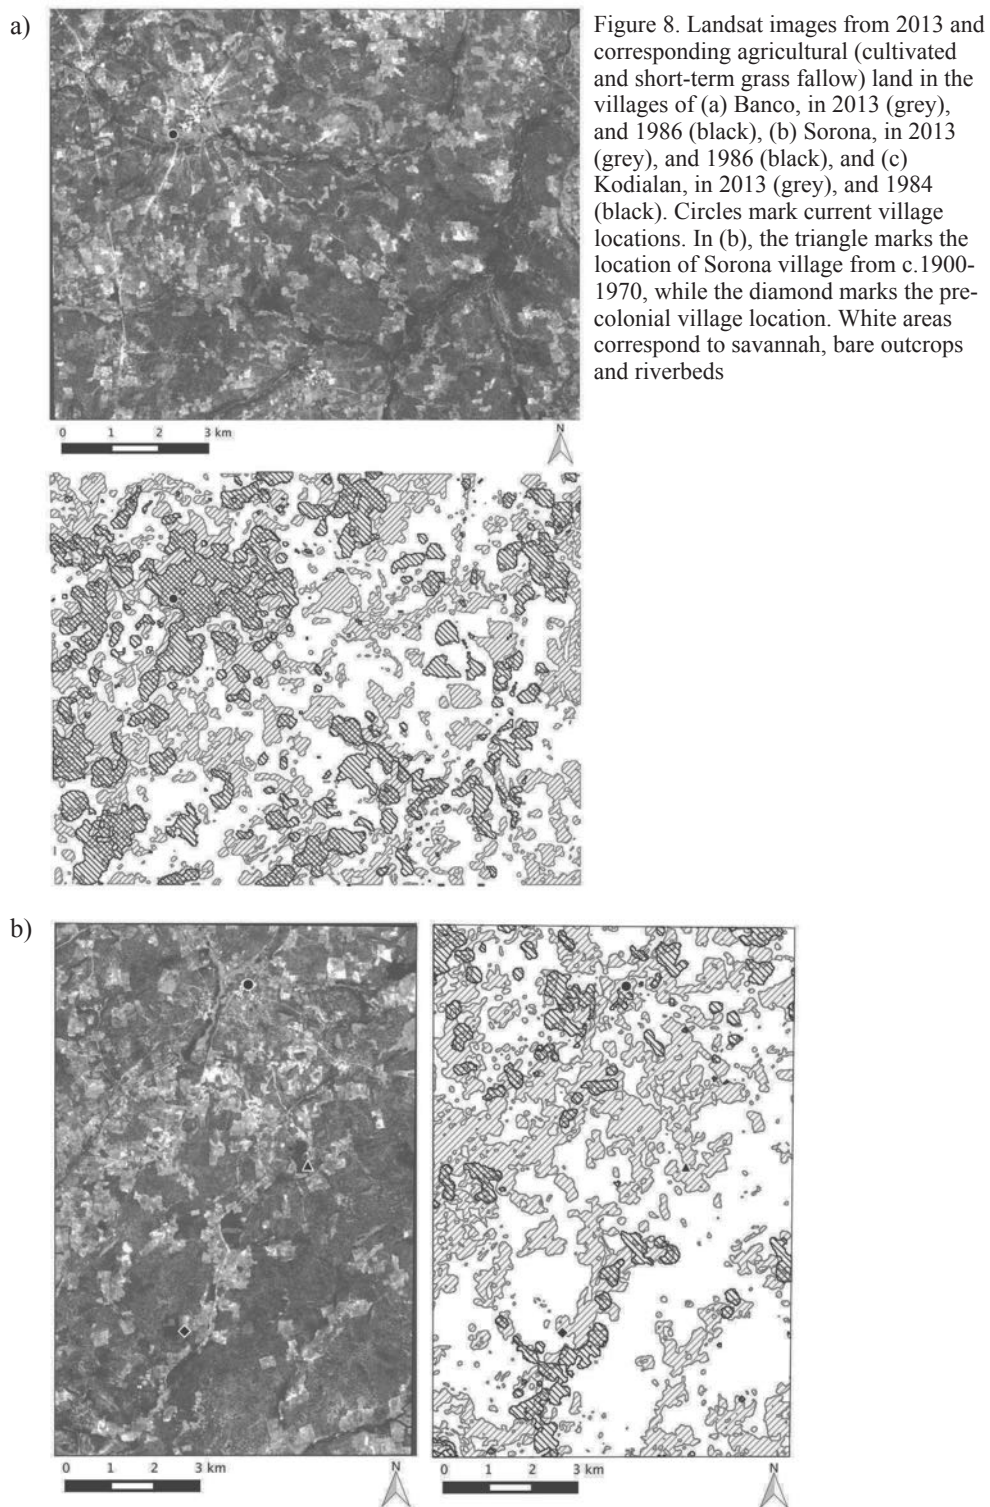 a)
Figure 8. Landsat images from 2013 and
corresponding agricultural (cultivated
and short-term grass fallow) land in the
villages of (a) Banco, in 2013 (grey),
and 1986 (black), (b) Sorona, in 2013
(grey), and 1986 (black), and (c)
Kodialan, in 2013 (grey), and 1984
(black). Circles mark current village
locations. In (b), the triangle marks the
location of Sorona village from c.1900-
1970, while the diamond marks the pre-
colonial village location. White areas
correspond to savannah, bare outcrops
and riverbeds
0 1 2 3 km
N
b)
0 1 2 3 km
N
0 1 2 3 km
N